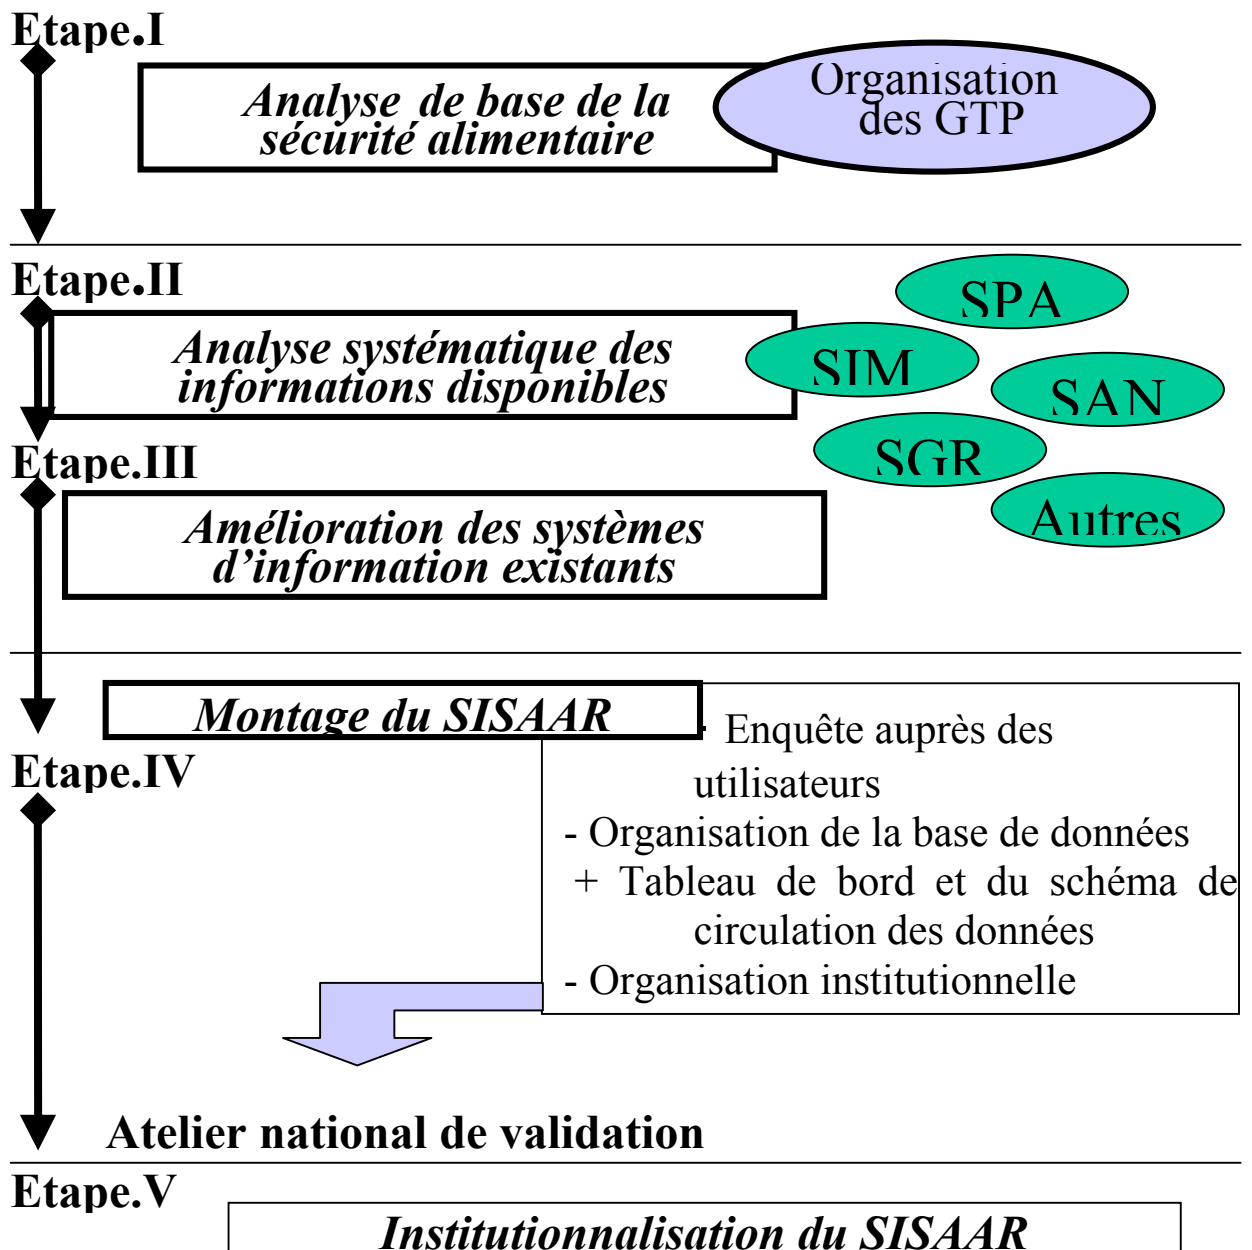 Etape.I
Analyse de base de la
sécurité alimentaire
Organisation
des GTP
Etape.II
SPA
Analyse systématique des
informations disponibles
SIM
SAN
SGR
Etape.III
Autres
Amélioration des systèmes
d’information existants
Montage du SISAAR
- Enquête auprès des
utilisateurs
Etape.IV
- Organisation de la base de données
+ Tableau de bord et du schéma de
circulation des données
- Organisation institutionnelle
Atelier national de validation
Etape.V
Institutionnalisation du SISAAR